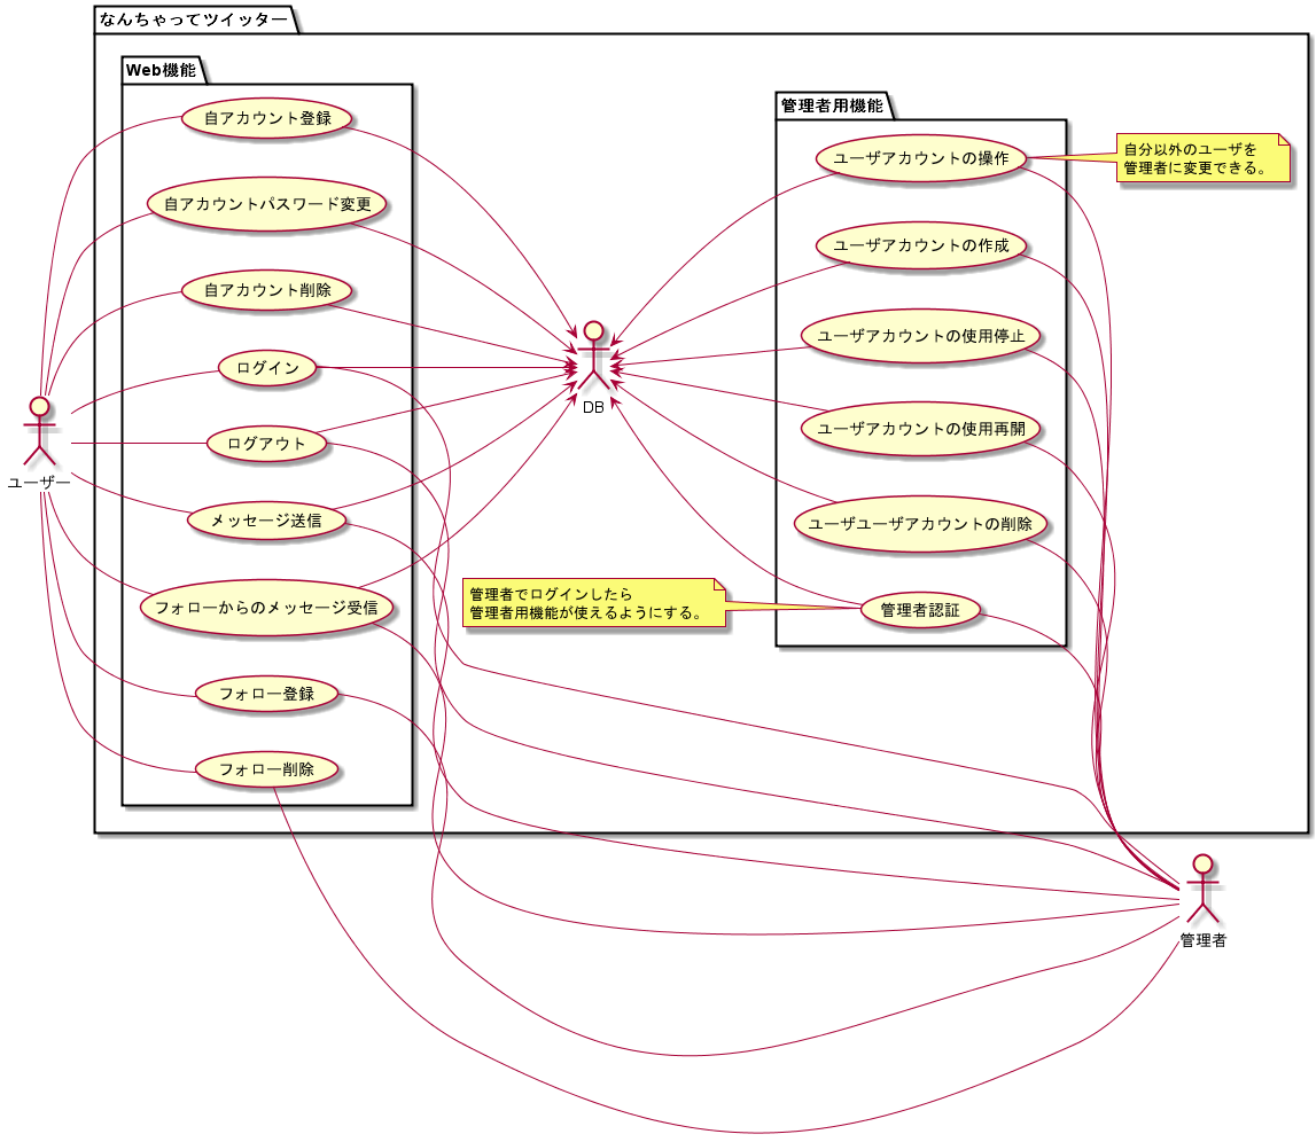 なんちゃってツイッター
Web機能
自アカウント登録
自アカウントパスワード変更
自アカウント削除
ログイン
ログアウト
メッセージ送信
フォローからのメッセージ受信
フォロー登録
フォロー削除
ユーザー
DB
管理者用機能
ユーザアカウントの操作
ユーザアカウントの作成
ユーザアカウントの使用停止
ユーザアカウントの使用再開
ユーザユーザアカウントの削除
管理者認証
自分以外のユーザを
管理者に変更できる。
管理者でログインしたら
管理者用機能が使えるようにする。
管理者